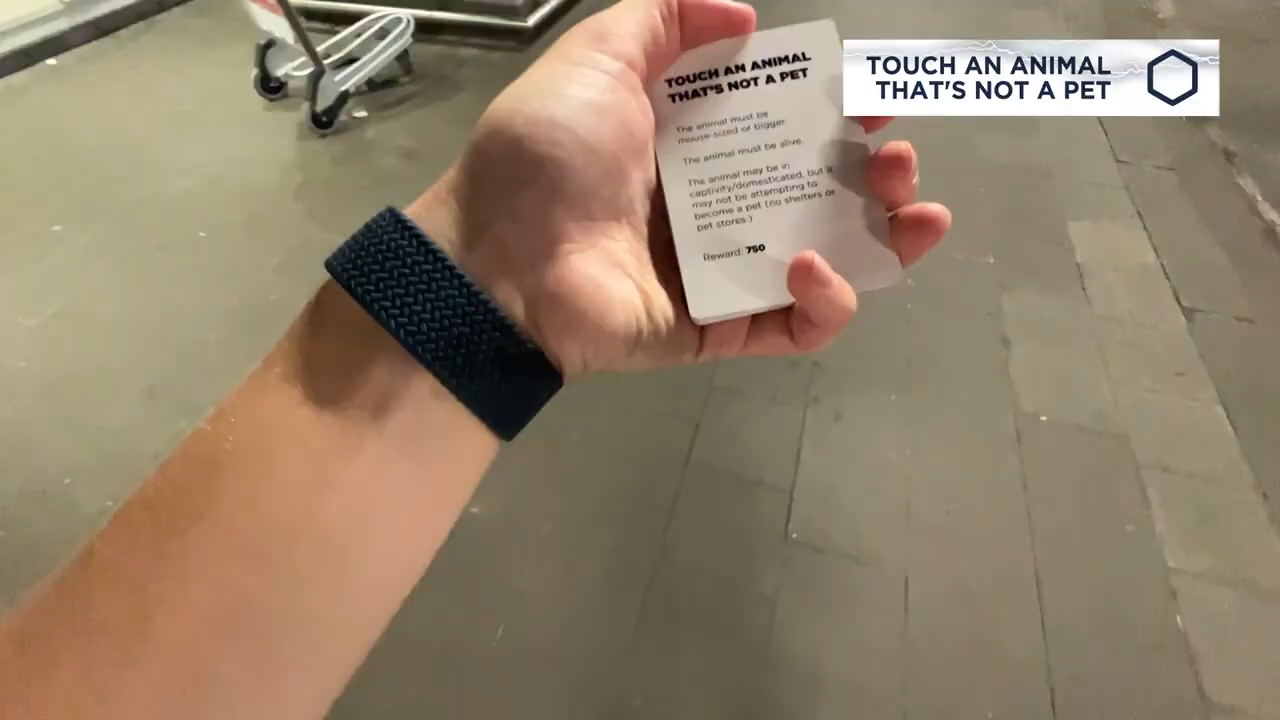 TOUCH AN ANIMAL
THAT'S NOT A PET
The animal must be
mouse-sized or bigger.
The animal must be alive.
The animal may be in
captivity/domesticated, but it
may not be attempting to
become a pet (no shelters or
pet stores.)
Reward: 750
TOUCH AN ANIMAL
THAT'S NOT A PET